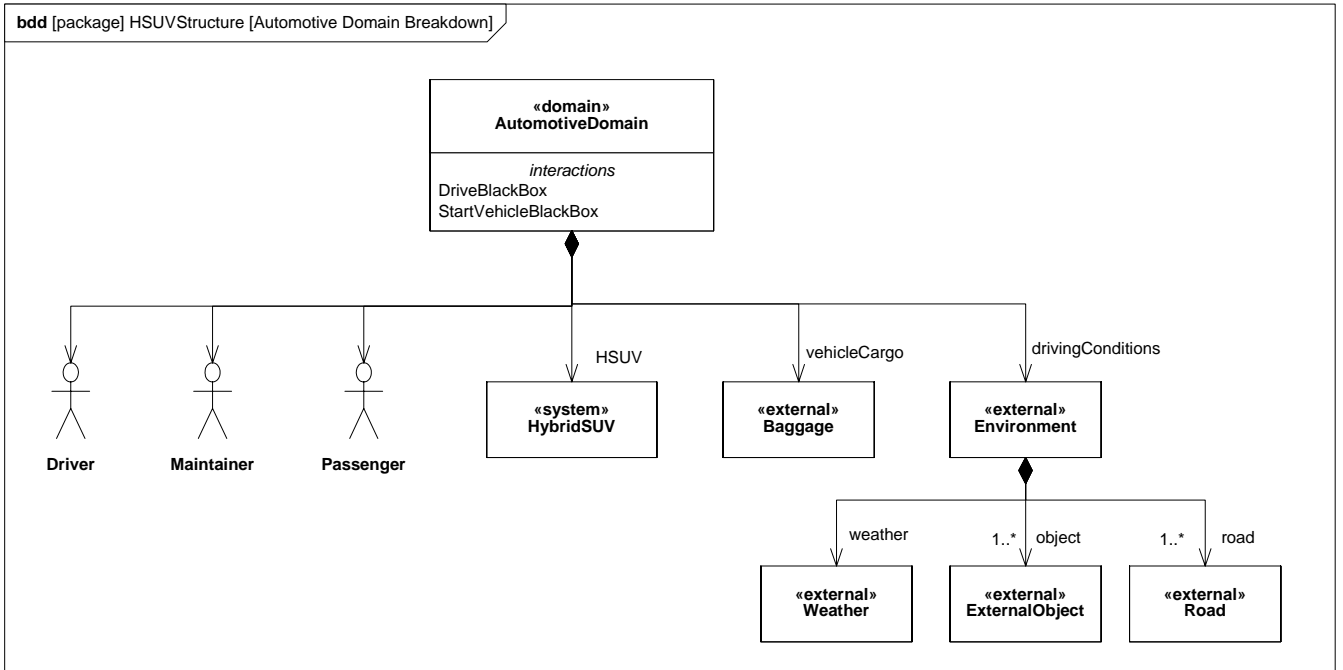 bdd [package] HSUVStructure [Automotive Domain Breakdown]
«domain»
AutomotiveDomain
interactions
DriveBlackBox
StartVehicleBlackBox
HSUV
vehicleCargo
drivingConditions
«system»
HybridSUV
«external»
Baggage
«external»
Environment
Driver
Maintainer
Passenger
weather
1..* object
1..* road
«external»
Weather
«external»
ExternalObject
«external»
Road